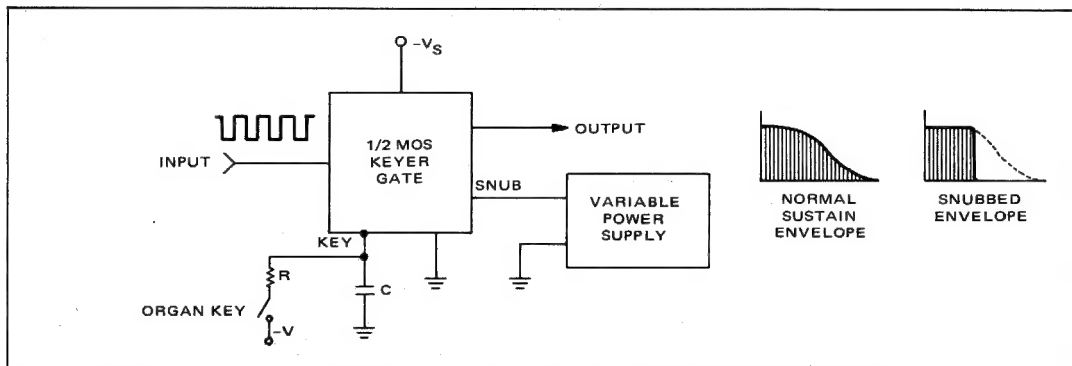 -VS
INPUT
1/2 MOS
KEYER
GATE
OUTPUT
SNUB
VARIABLE
POWER
SUPPLY
KEY
R
C
ORGAN KEY
-V
NORMAL
SUSTAIN
ENVELOPE
SNUBBED
ENVELOPE